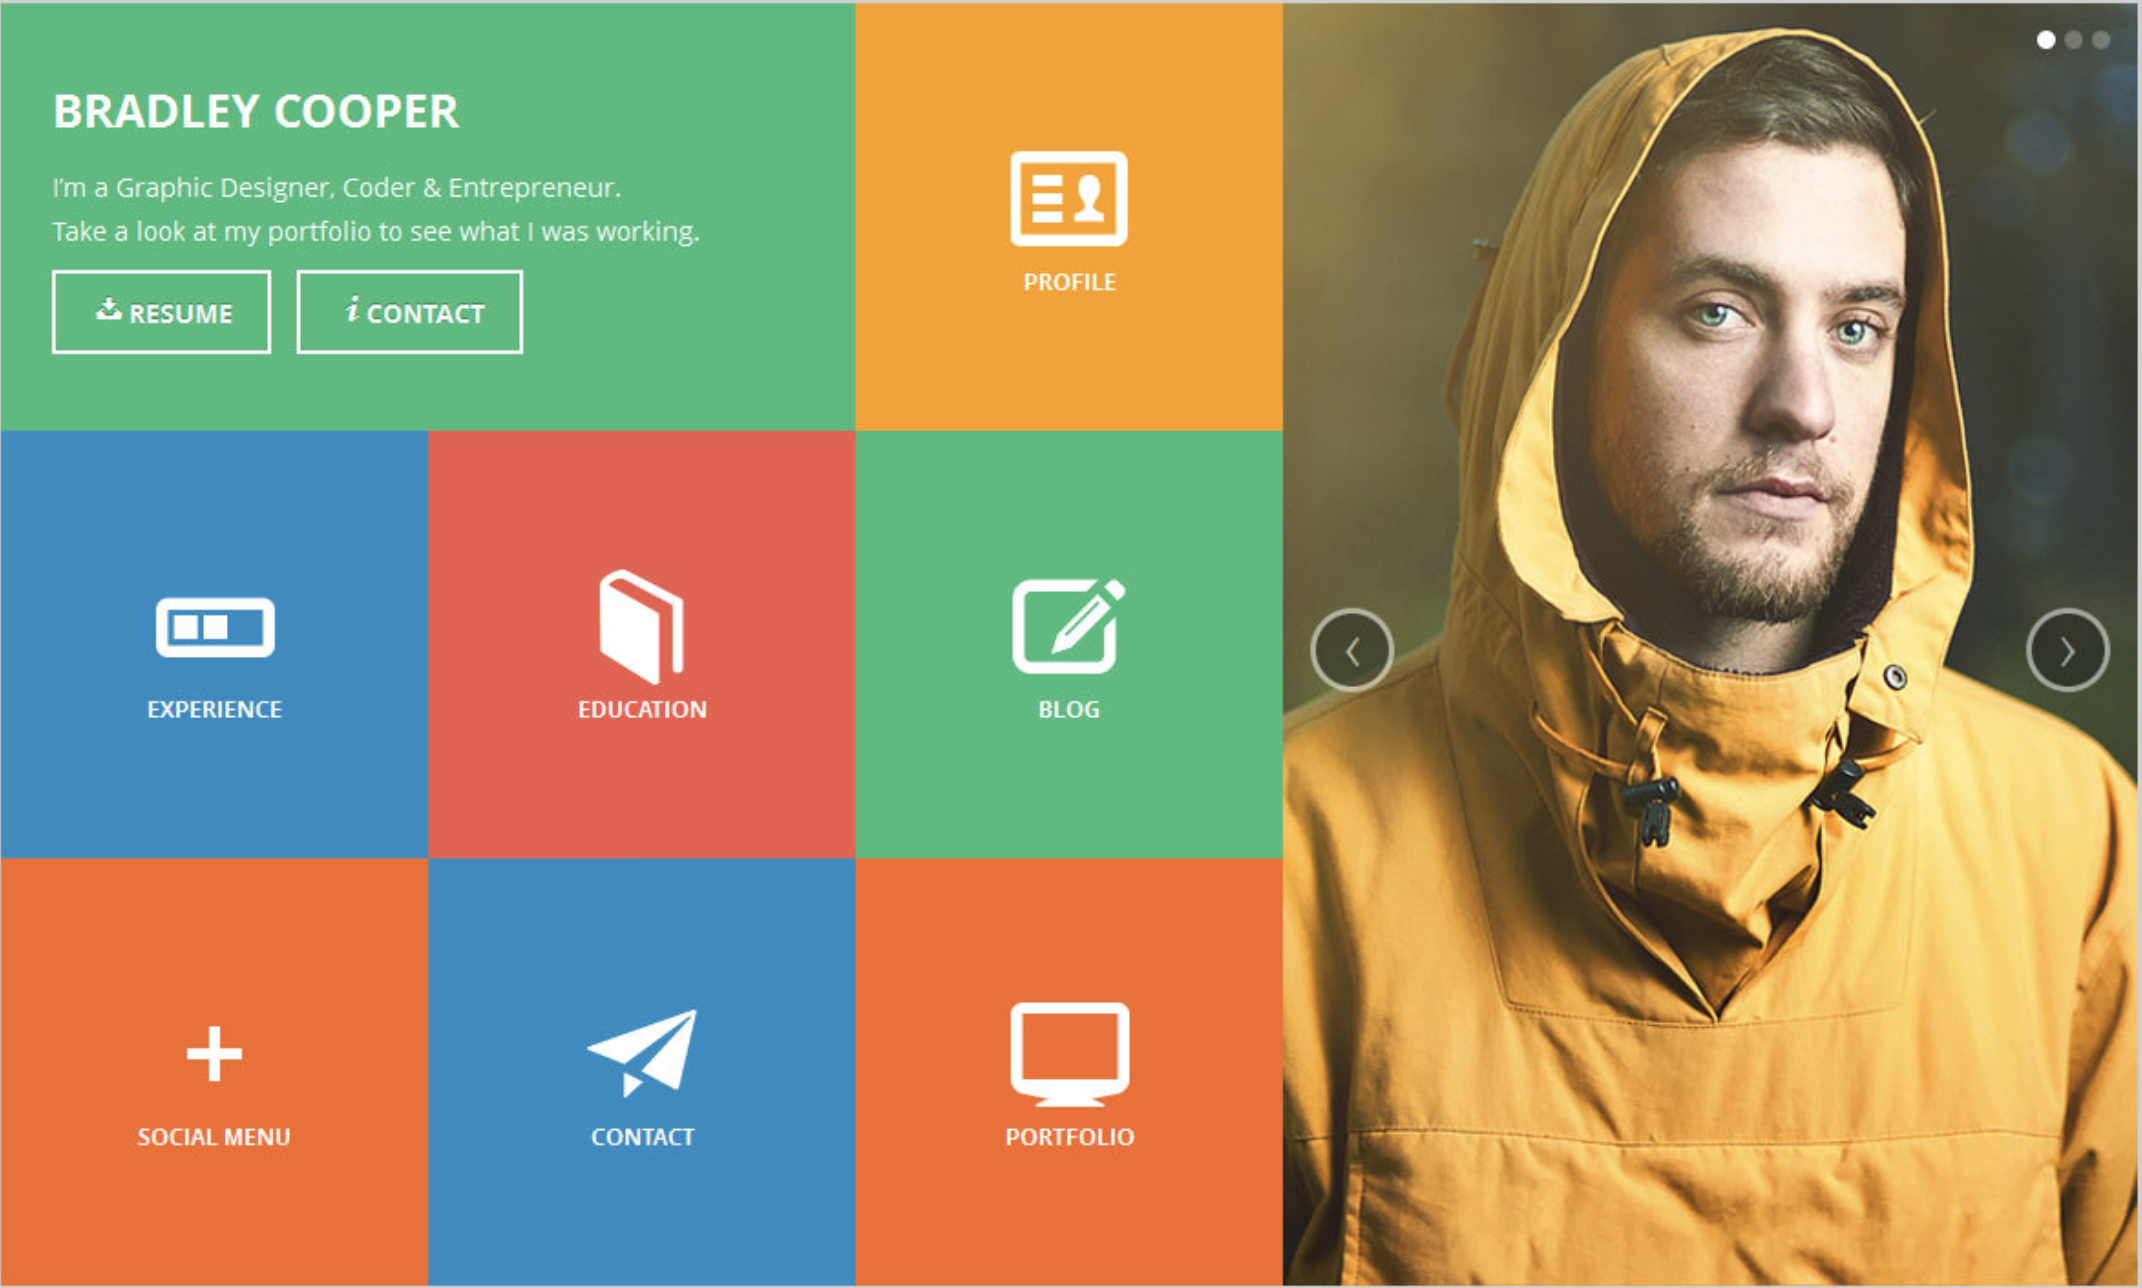 BRADLEY COOPER
I'm a Graphic Designer, Coder & Entrepreneur.
Take a look at my portfolio to see what I was working.
RESUME
i CONTACT
PROFILE
EXPERIENCE
EDUCATION
BLOG
SOCIAL MENU
CONTACT
PORTFOLIO